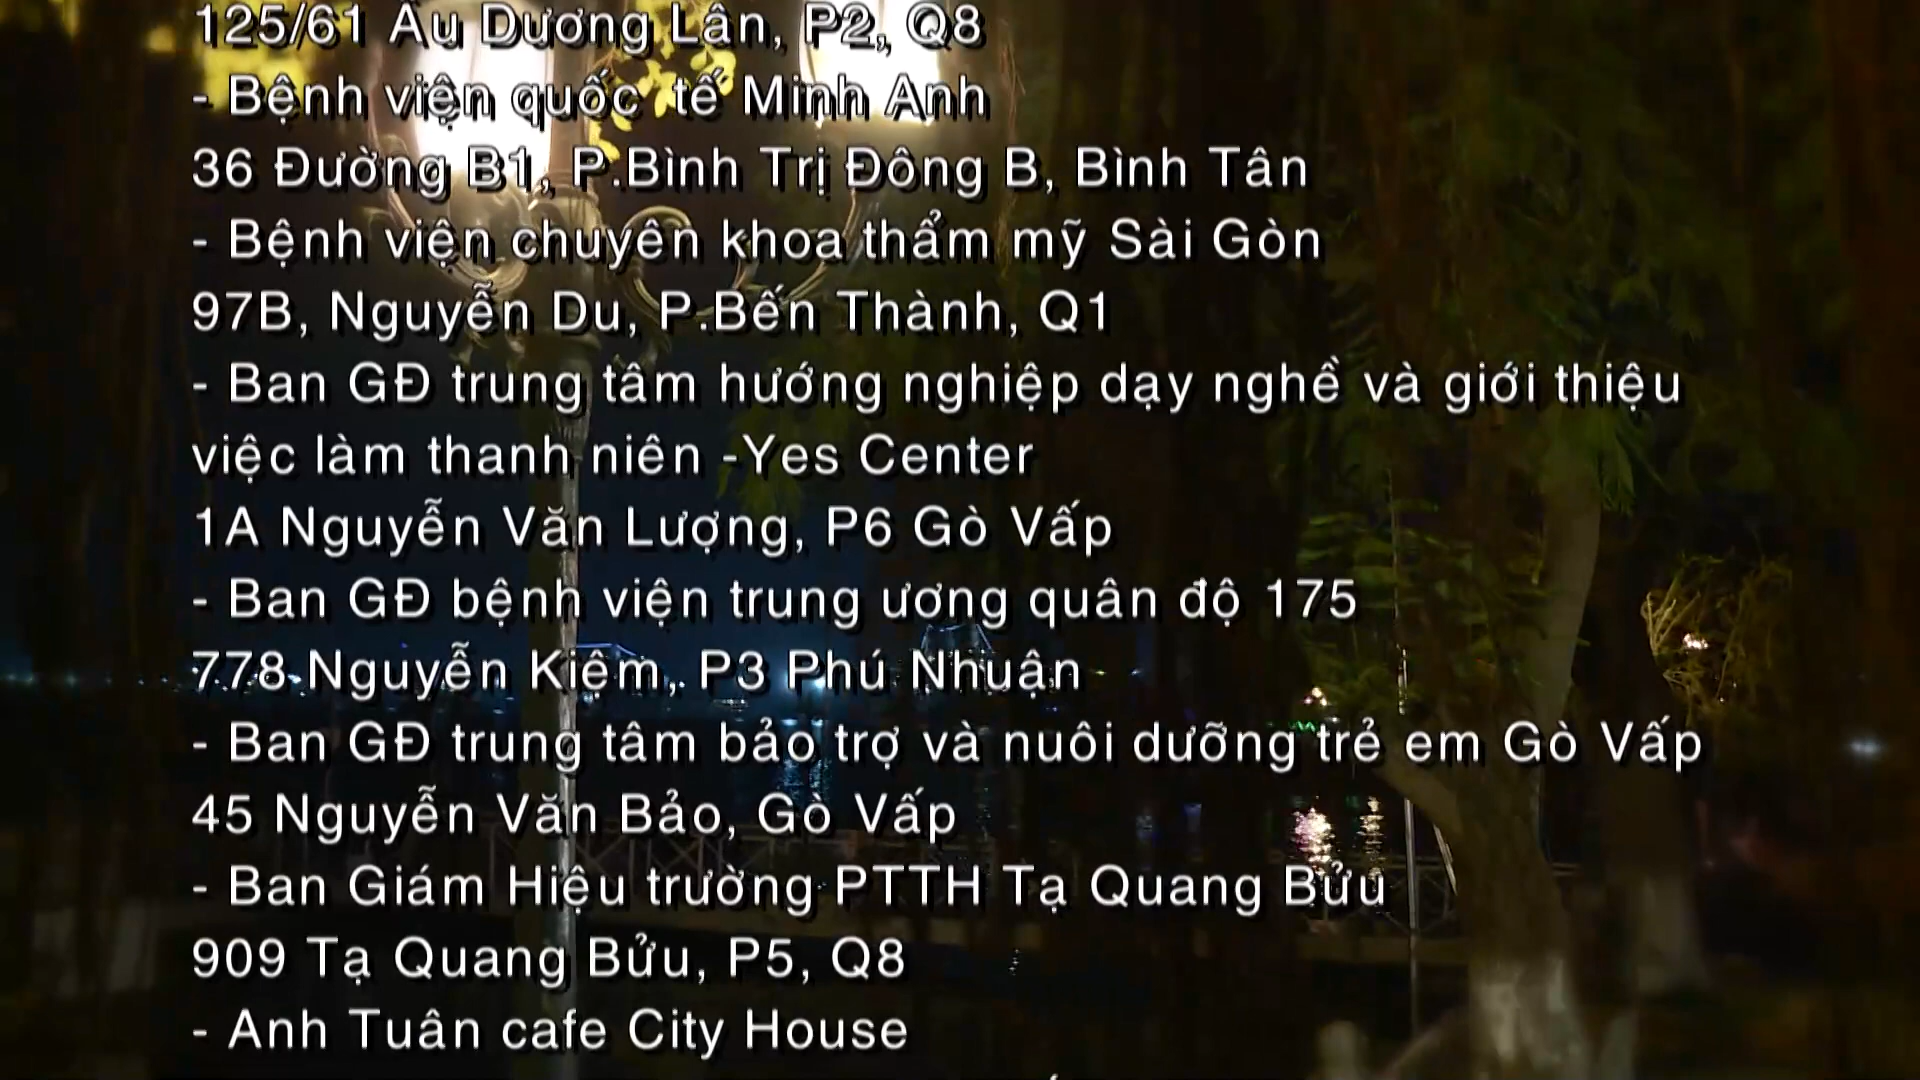 125/61 Âu Dương Lân, P2, Q8
- Bệnh viện quốc tế Minh Anh
36 Đường B1, P.Bình Trị Đông B, Bình Tân
- Bệnh viện chuyên khoa thẩm mỹ Sài Gòn
97B, Nguyễn Du, P.Bến Thành, Q1
- Ban GĐ trung tâm hướng nghiệp dạy nghề và giới thiệu
việc làm thanh niên -Yes Center
1A Nguyễn Văn Lượng, P6 Gò Vấp
- Ban GĐ bệnh viện trung ương quân độ 175
778 Nguyễn Kiệm, P3 Phú Nhuận
- Ban GĐ trung tâm bảo trợ và nuôi dưỡng trẻ em Gò Vấp
45 Nguyễn Văn Bảo, Gò Vấp
- Ban Giám Hiệu trường PTTH Tạ Quang Bửu
909 Tạ Quang Bửu, P5, Q8
- Anh Tuân cafe City House